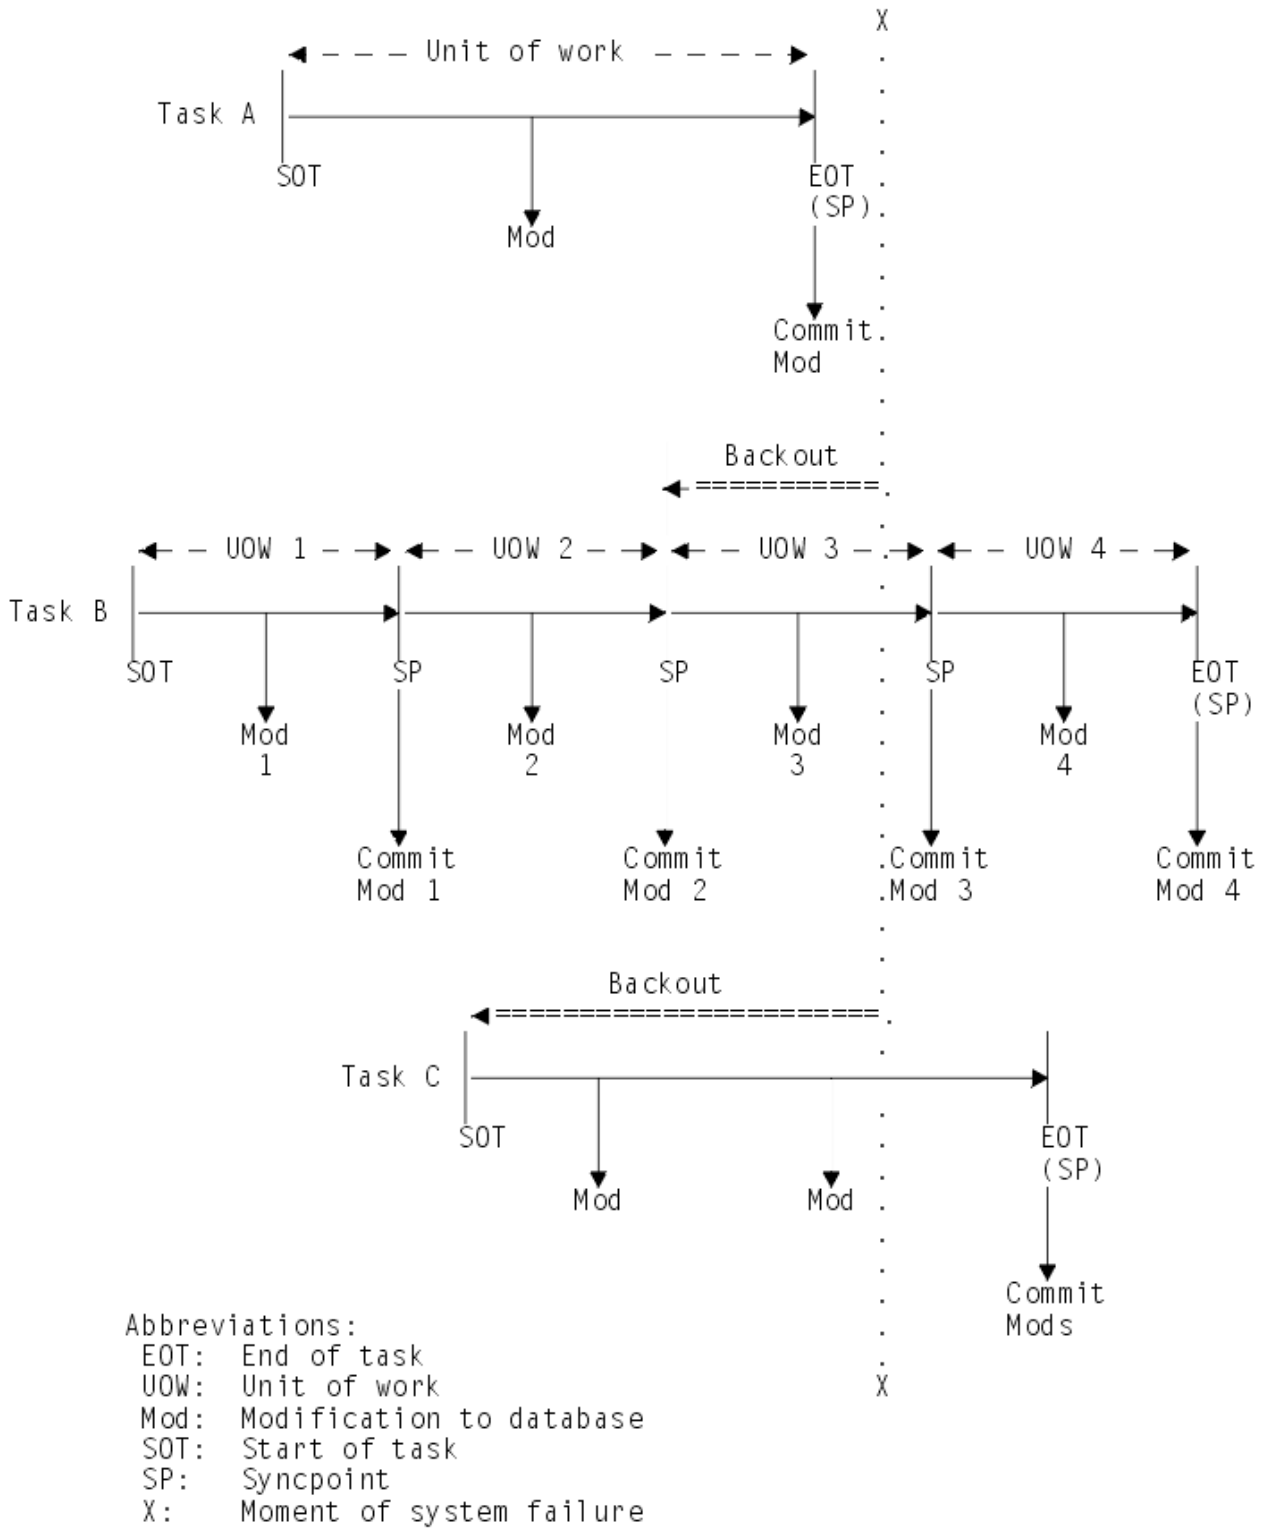 X
Unit of work
Task A
SOT
EOT
(SP)
Mod
Commit
Mod
Backout
==========
UOW 1 UOW 2 UOW 3 UOW 4
Task B
SOT SP SP SP EOT
(SP)
Mod Mod Mod Mod
1 2 3 4
Commit Commit Commit Commit
Mod 1 Mod 2 Mod 3 Mod 4
Backout
======================
Task C
SOT EOT
(SP)
Mod Mod
Commit
Mods
Abbreviations:
EOT: End of task
X
UOW: Unit of work
Mod: Modification to database
SOT: Start of task
SP: Syncpoint
X: Moment of system failure